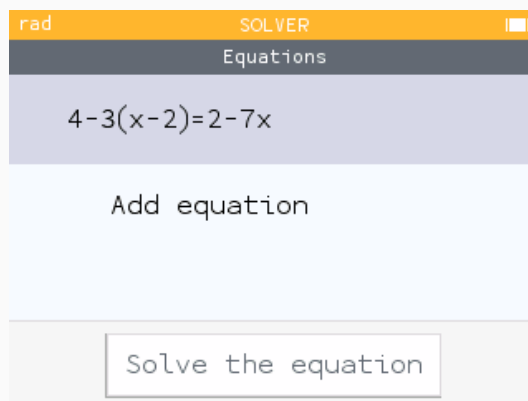 rad SOLVER
Equations
4-3(x-2)=2-7x
Add equation
Solve the equation